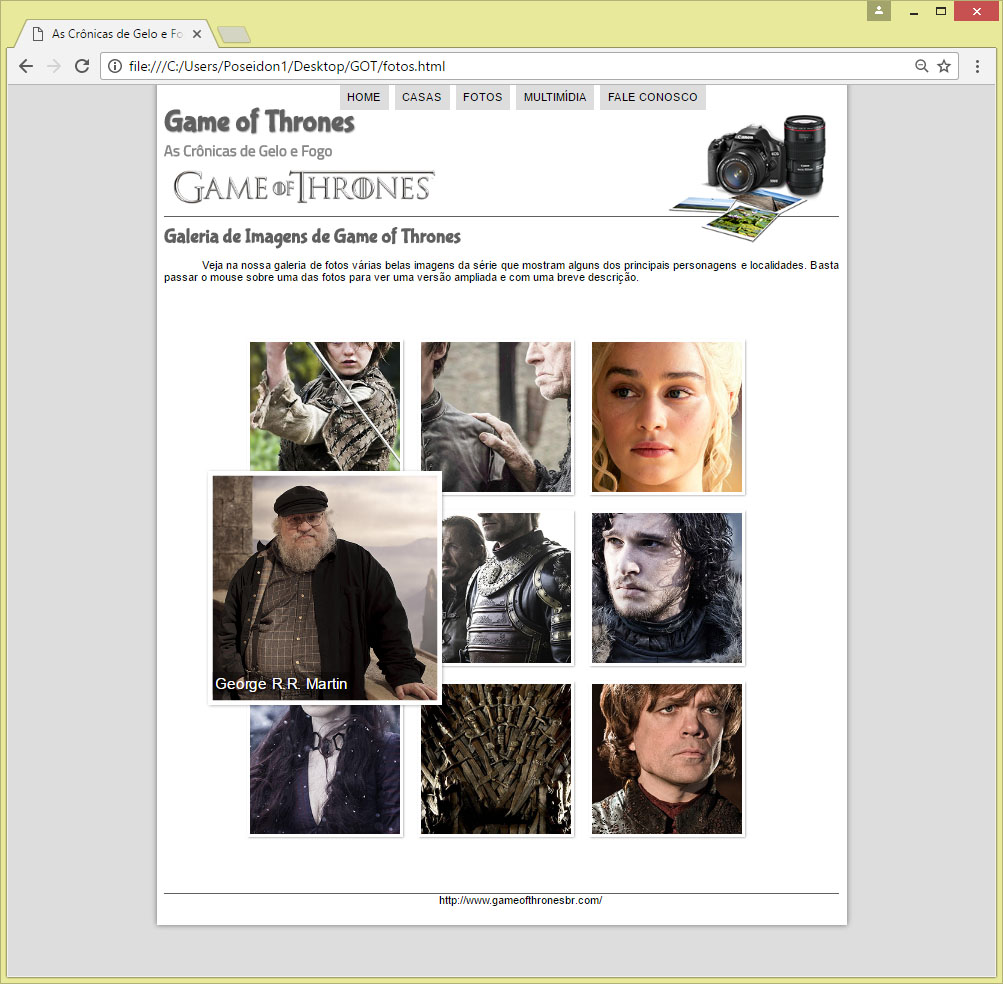 As Crônicas de Gelo e Fo
file:///C:/Users/Poseidon1/Desktop/GOT/fotos.html
HOME CASAS FOTOS MULTIMÍDIA FALE CONOSCO
Game of Thrones
As Crônicas de Gelo e Fogo
GAME OF THRONES
Galeria de Imagens de Game of Thrones
Veja na nossa galeria de fotos várias belas imagens da série que mostram alguns dos principais personagens e localidades. Basta
passar o mouse sobre uma das fotos para ver uma versão ampliada e com uma breve descrição.
George R.R. Martin
http://www.gameofthronesbr.com/